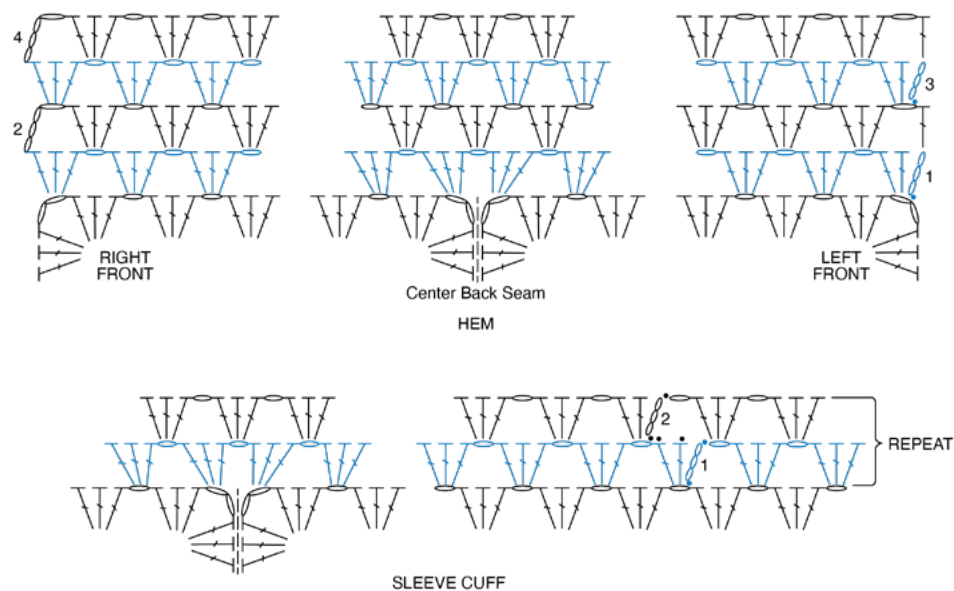 4
3
2
1
RIGHT
FRONT
LEFT
FRONT
Center Back Seam
HEM
2
REPEAT
1
SLEEVE CUFF